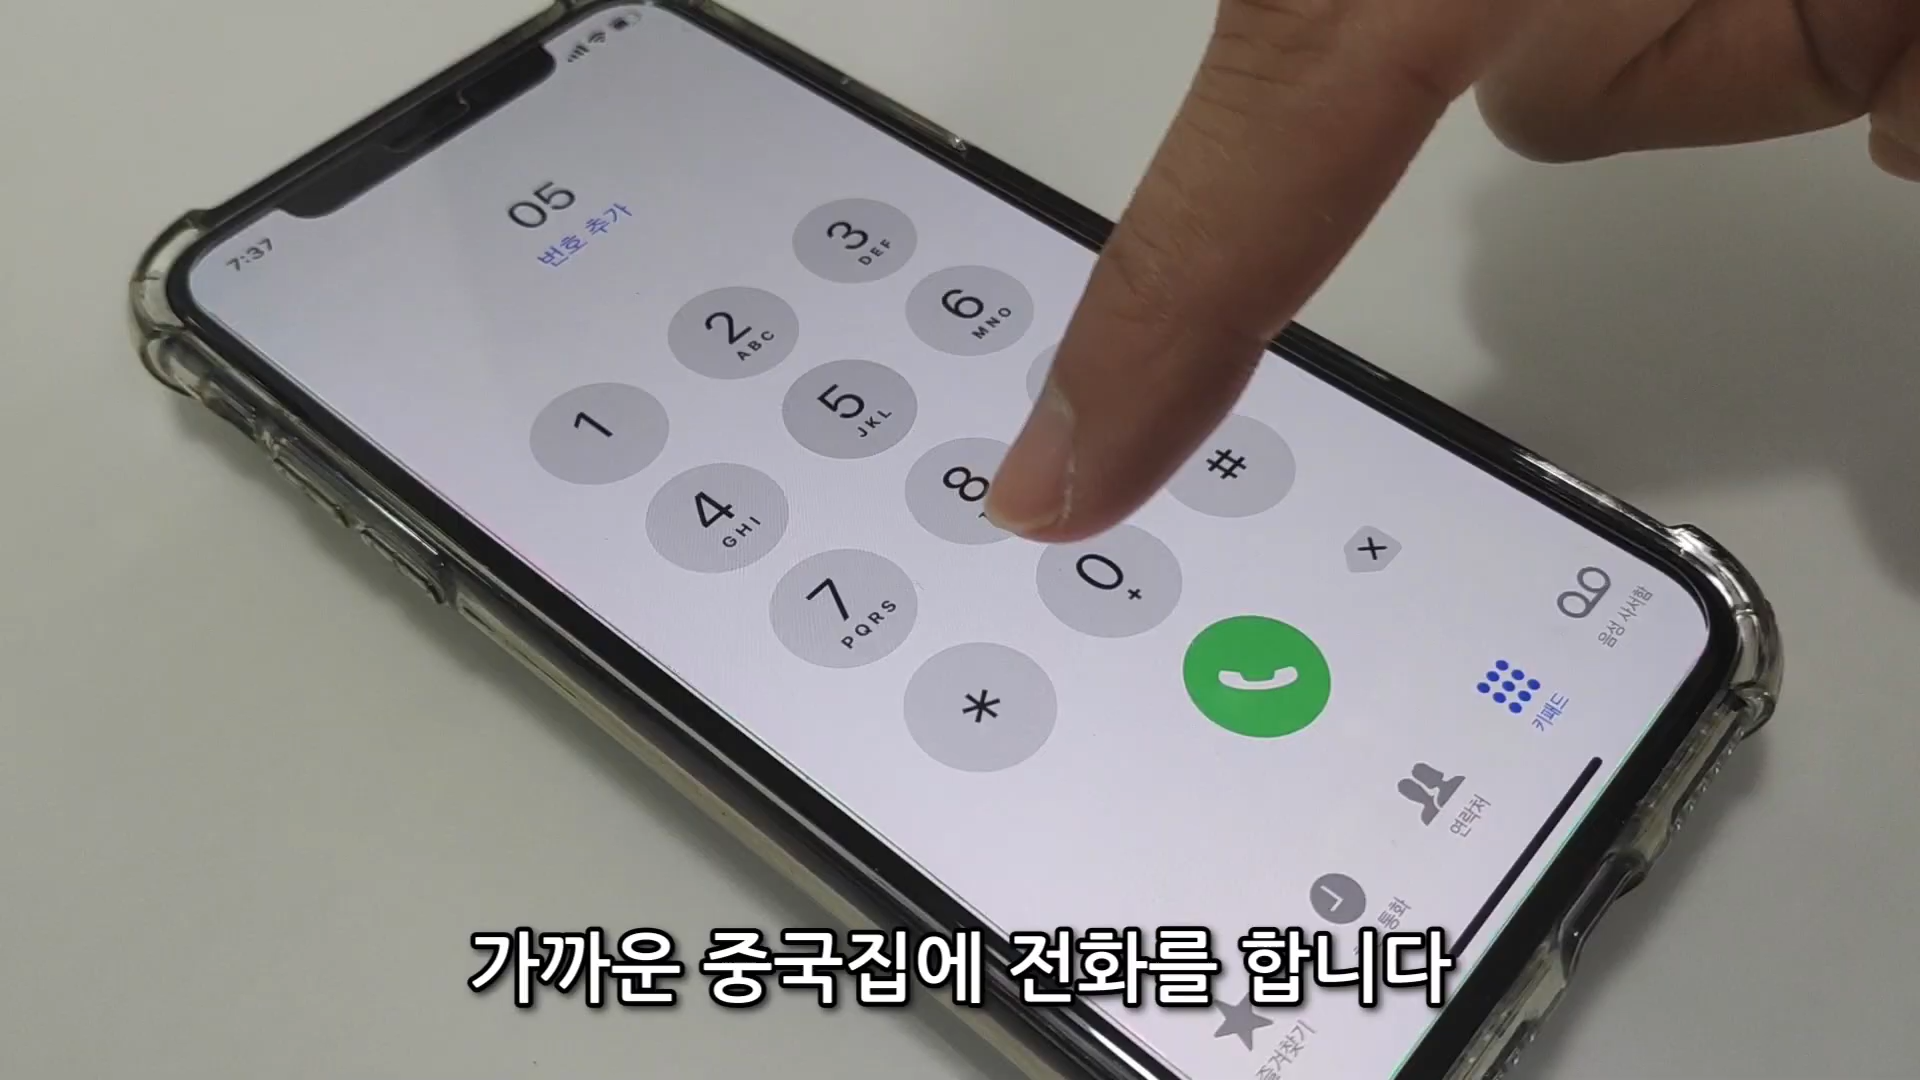 7:37
05
번호 추가
1
2
ABC
3
DEF
4
GHI
5
JKL
6
MNO
7
PQRS
8
*
0
+
#
즐겨찾기
통화
연락처
키패드
음성 사서함
가까운 중국집에 전화를 합니다